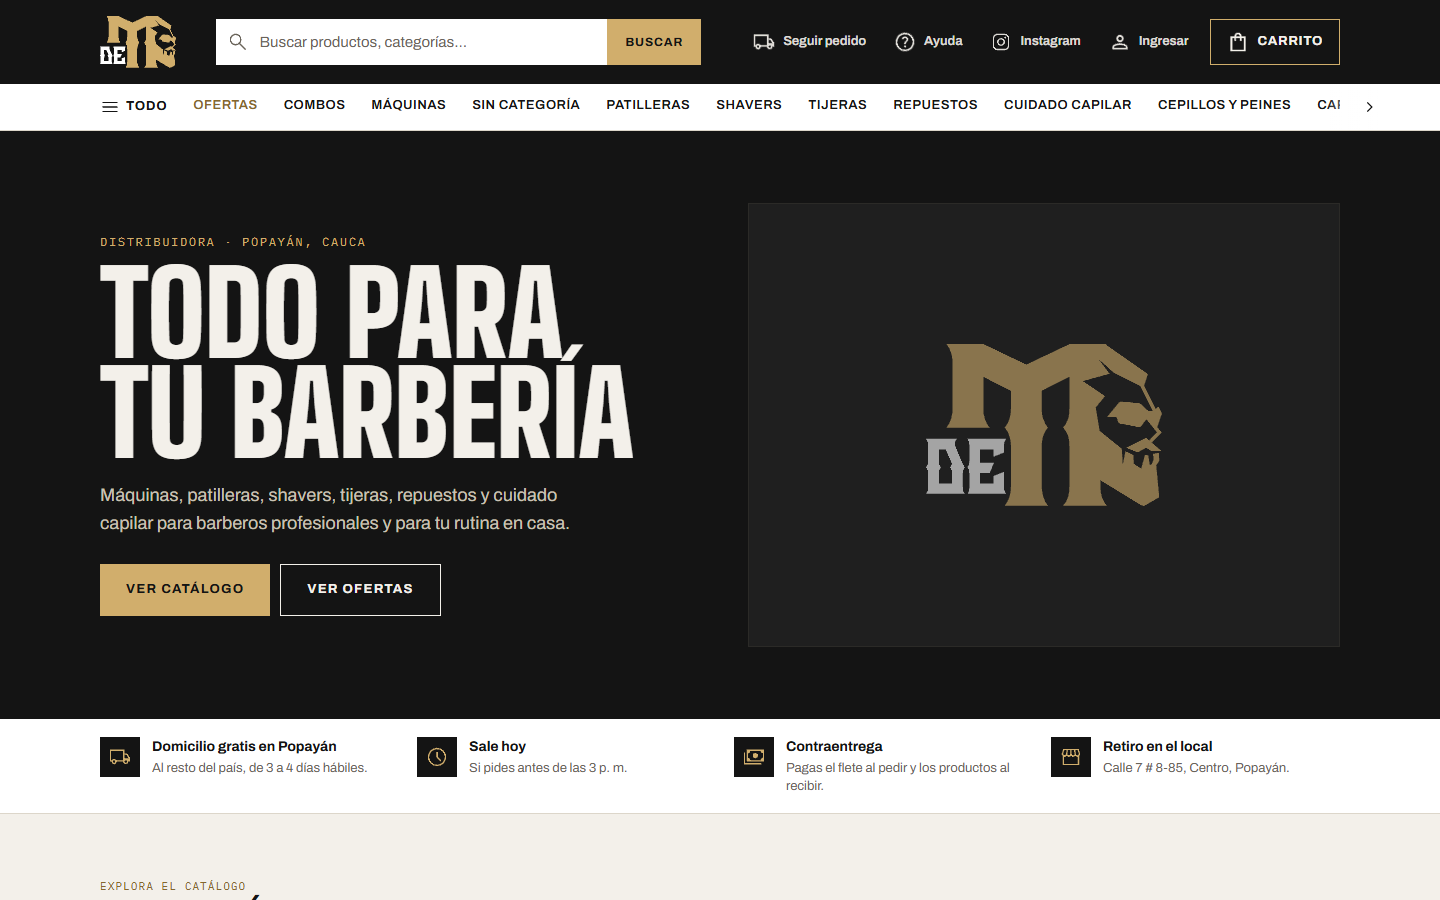 DE
Buscar productos, categorías...
BUSCAR
Seguir pedido
Ayuda
Instagram
Ingresar
CARRITO
TODO
OFERTAS
COMBOS
MÁQUINAS
SIN CATEGORÍA
PATILLERAS
SHAVERS
TIJERAS
REPUESTOS
CUIDADO CAPILAR
CEPILLOS Y PEINES
DISTRIBUIDORA · POPAYÁN, CAUCA
TODO PARA
TU BARBERÍA
Máquinas, patilleras, shavers, tijeras, repuestos y cuidado
capilar para barberos profesionales y para tu rutina en casa.
VER CATÁLOGO
VER OFERTAS
DE
Domicilio gratis en Popayán
Al resto del país, de 3 a 4 días hábiles.
Sale hoy
Si pides antes de las 3 p. m.
Contraentrega
Pagas el flete al pedir y los productos al
recibir.
Retiro en el local
Calle 7 # 8-85, Centro, Popayán.
EXPLORA EL CATÁLOGO